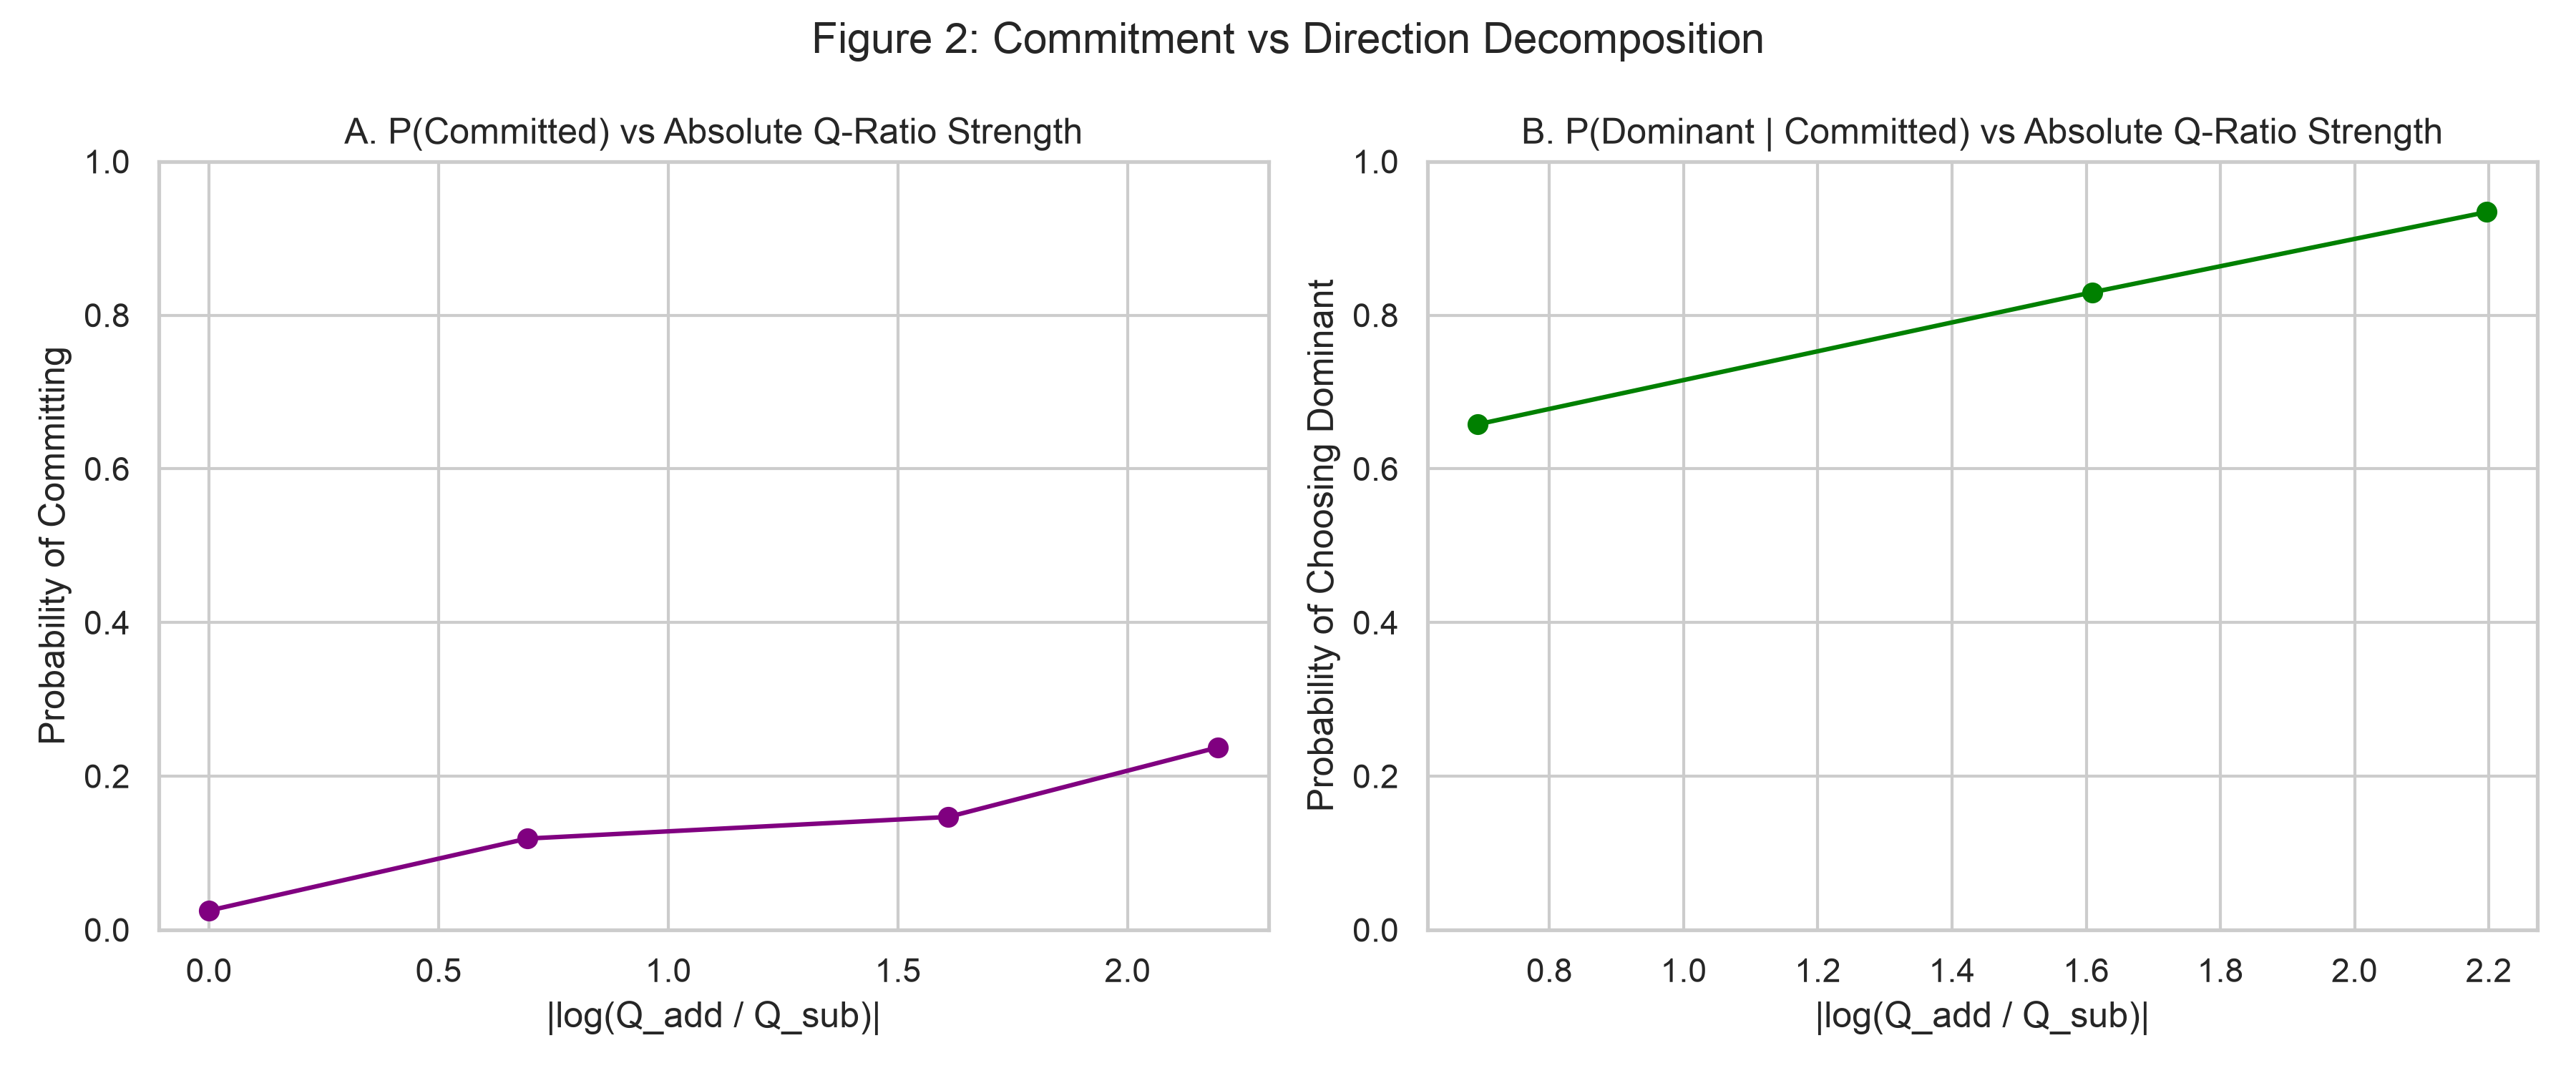 Figure 2: Commitment vs Direction Decomposition
A. P(Committed) vs Absolute Q-Ratio Strength
Probability of Committing
1.0
0.8
0.6
0.4
0.2
0.0
0.0 0.5 1.0 1.5 2.0
|log(Q_add / Q_sub)|
B. P(Dominant | Committed) vs Absolute Q-Ratio Strength
Probability of Choosing Dominant
1.0
0.8
0.6
0.4
0.2
0.0
0.8 1.0 1.2 1.4 1.6 1.8 2.0 2.2
|log(Q_add / Q_sub)|